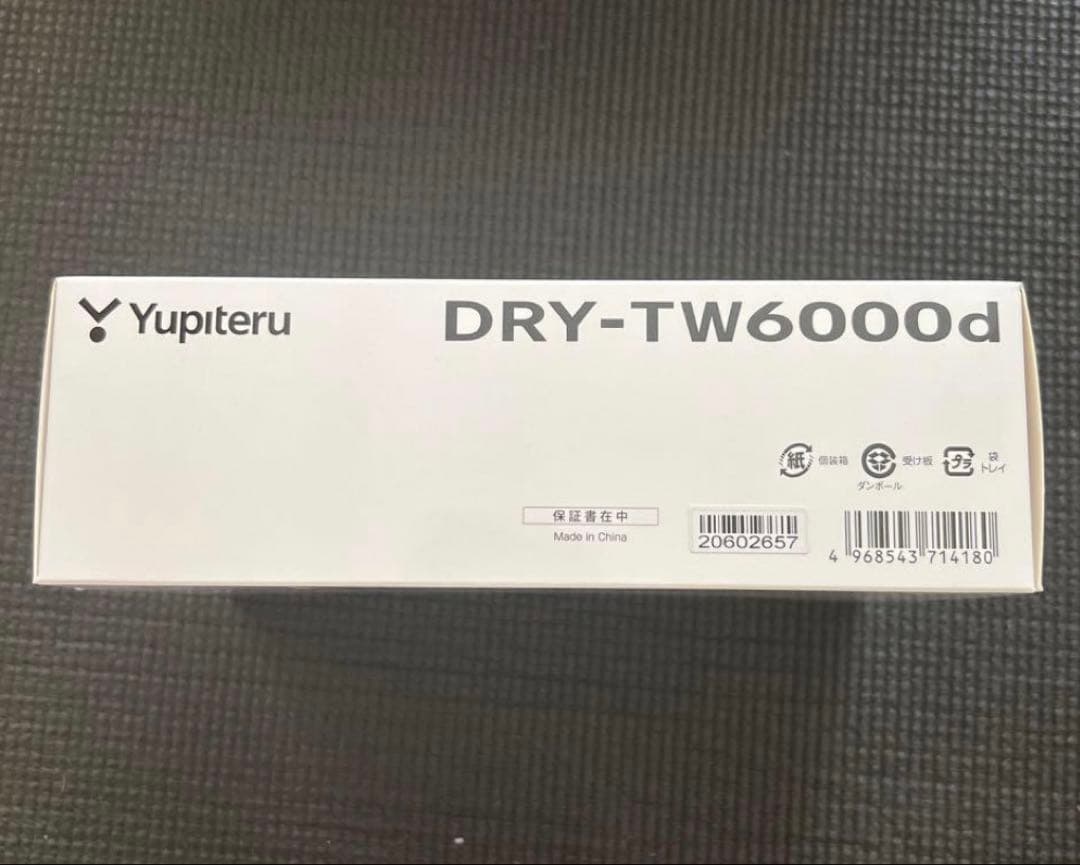 Yupiteru DRY-TW6000d
紙 個装箱 受け板 プラ 袋
トレイ
ダンボール
保証書在中
Made in China
20602657
4 968543 714180